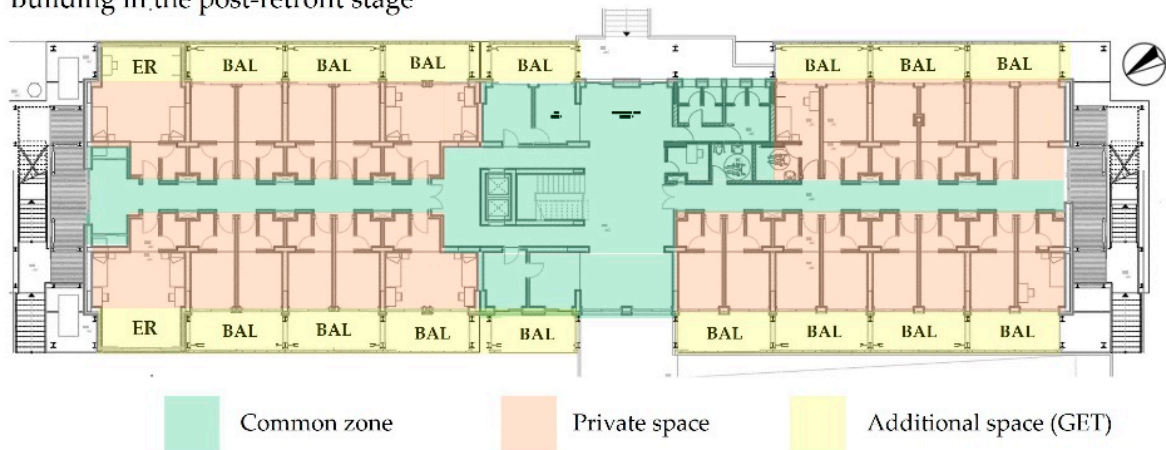 Building in the post-retrofit stage
ER BAL BAL BAL BAL BAL BAL BAL
ER BAL BAL BAL BAL BAL BAL BAL BAL
Common zone Private space Additional space (GET)